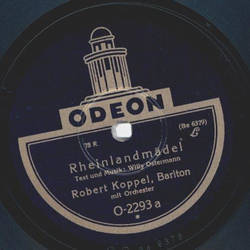 ODEON
78 R.
(Be 6379)
Rheinlandmädel
Text und Musik: Willy Ostermann
Robert Koppel, Bariton
mit Orchester
O-2293 a